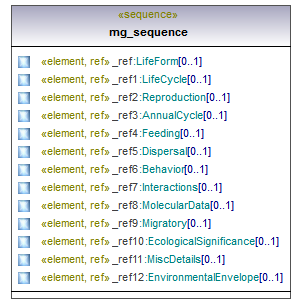 «sequence»
mg_sequence
«element, ref» _ref:LifeForm[0..1]
«element, ref» _ref1:LifeCycle[0..1]
«element, ref» _ref2:Reproduction[0..1]
«element, ref» _ref3:AnnualCycle[0..1]
«element, ref» _ref4:Feeding[0..1]
«element, ref» _ref5:Dispersal[0..1]
«element, ref» _ref6:Behavior[0..1]
«element, ref» _ref7:Interactions[0..1]
«element, ref» _ref8:MolecularData[0..1]
«element, ref» _ref9:Migratory[0..1]
«element, ref» _ref10:EcologicalSignificance[0..1]
«element, ref» _ref11:MiscDetails[0..1]
«element, ref» _ref12:EnvironmentalEnvelope[0..1]